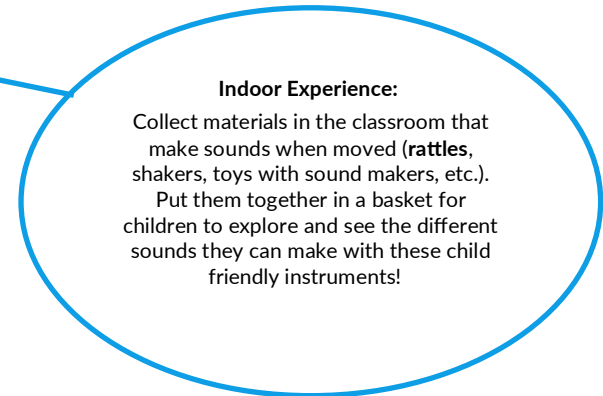 Indoor Experience:
Collect materials in the classroom that
make sounds when moved (rattles,
shakers, toys with sound makers, etc.).
Put them together in a basket for
children to explore and see the different
sounds they can make with these child
friendly instruments!